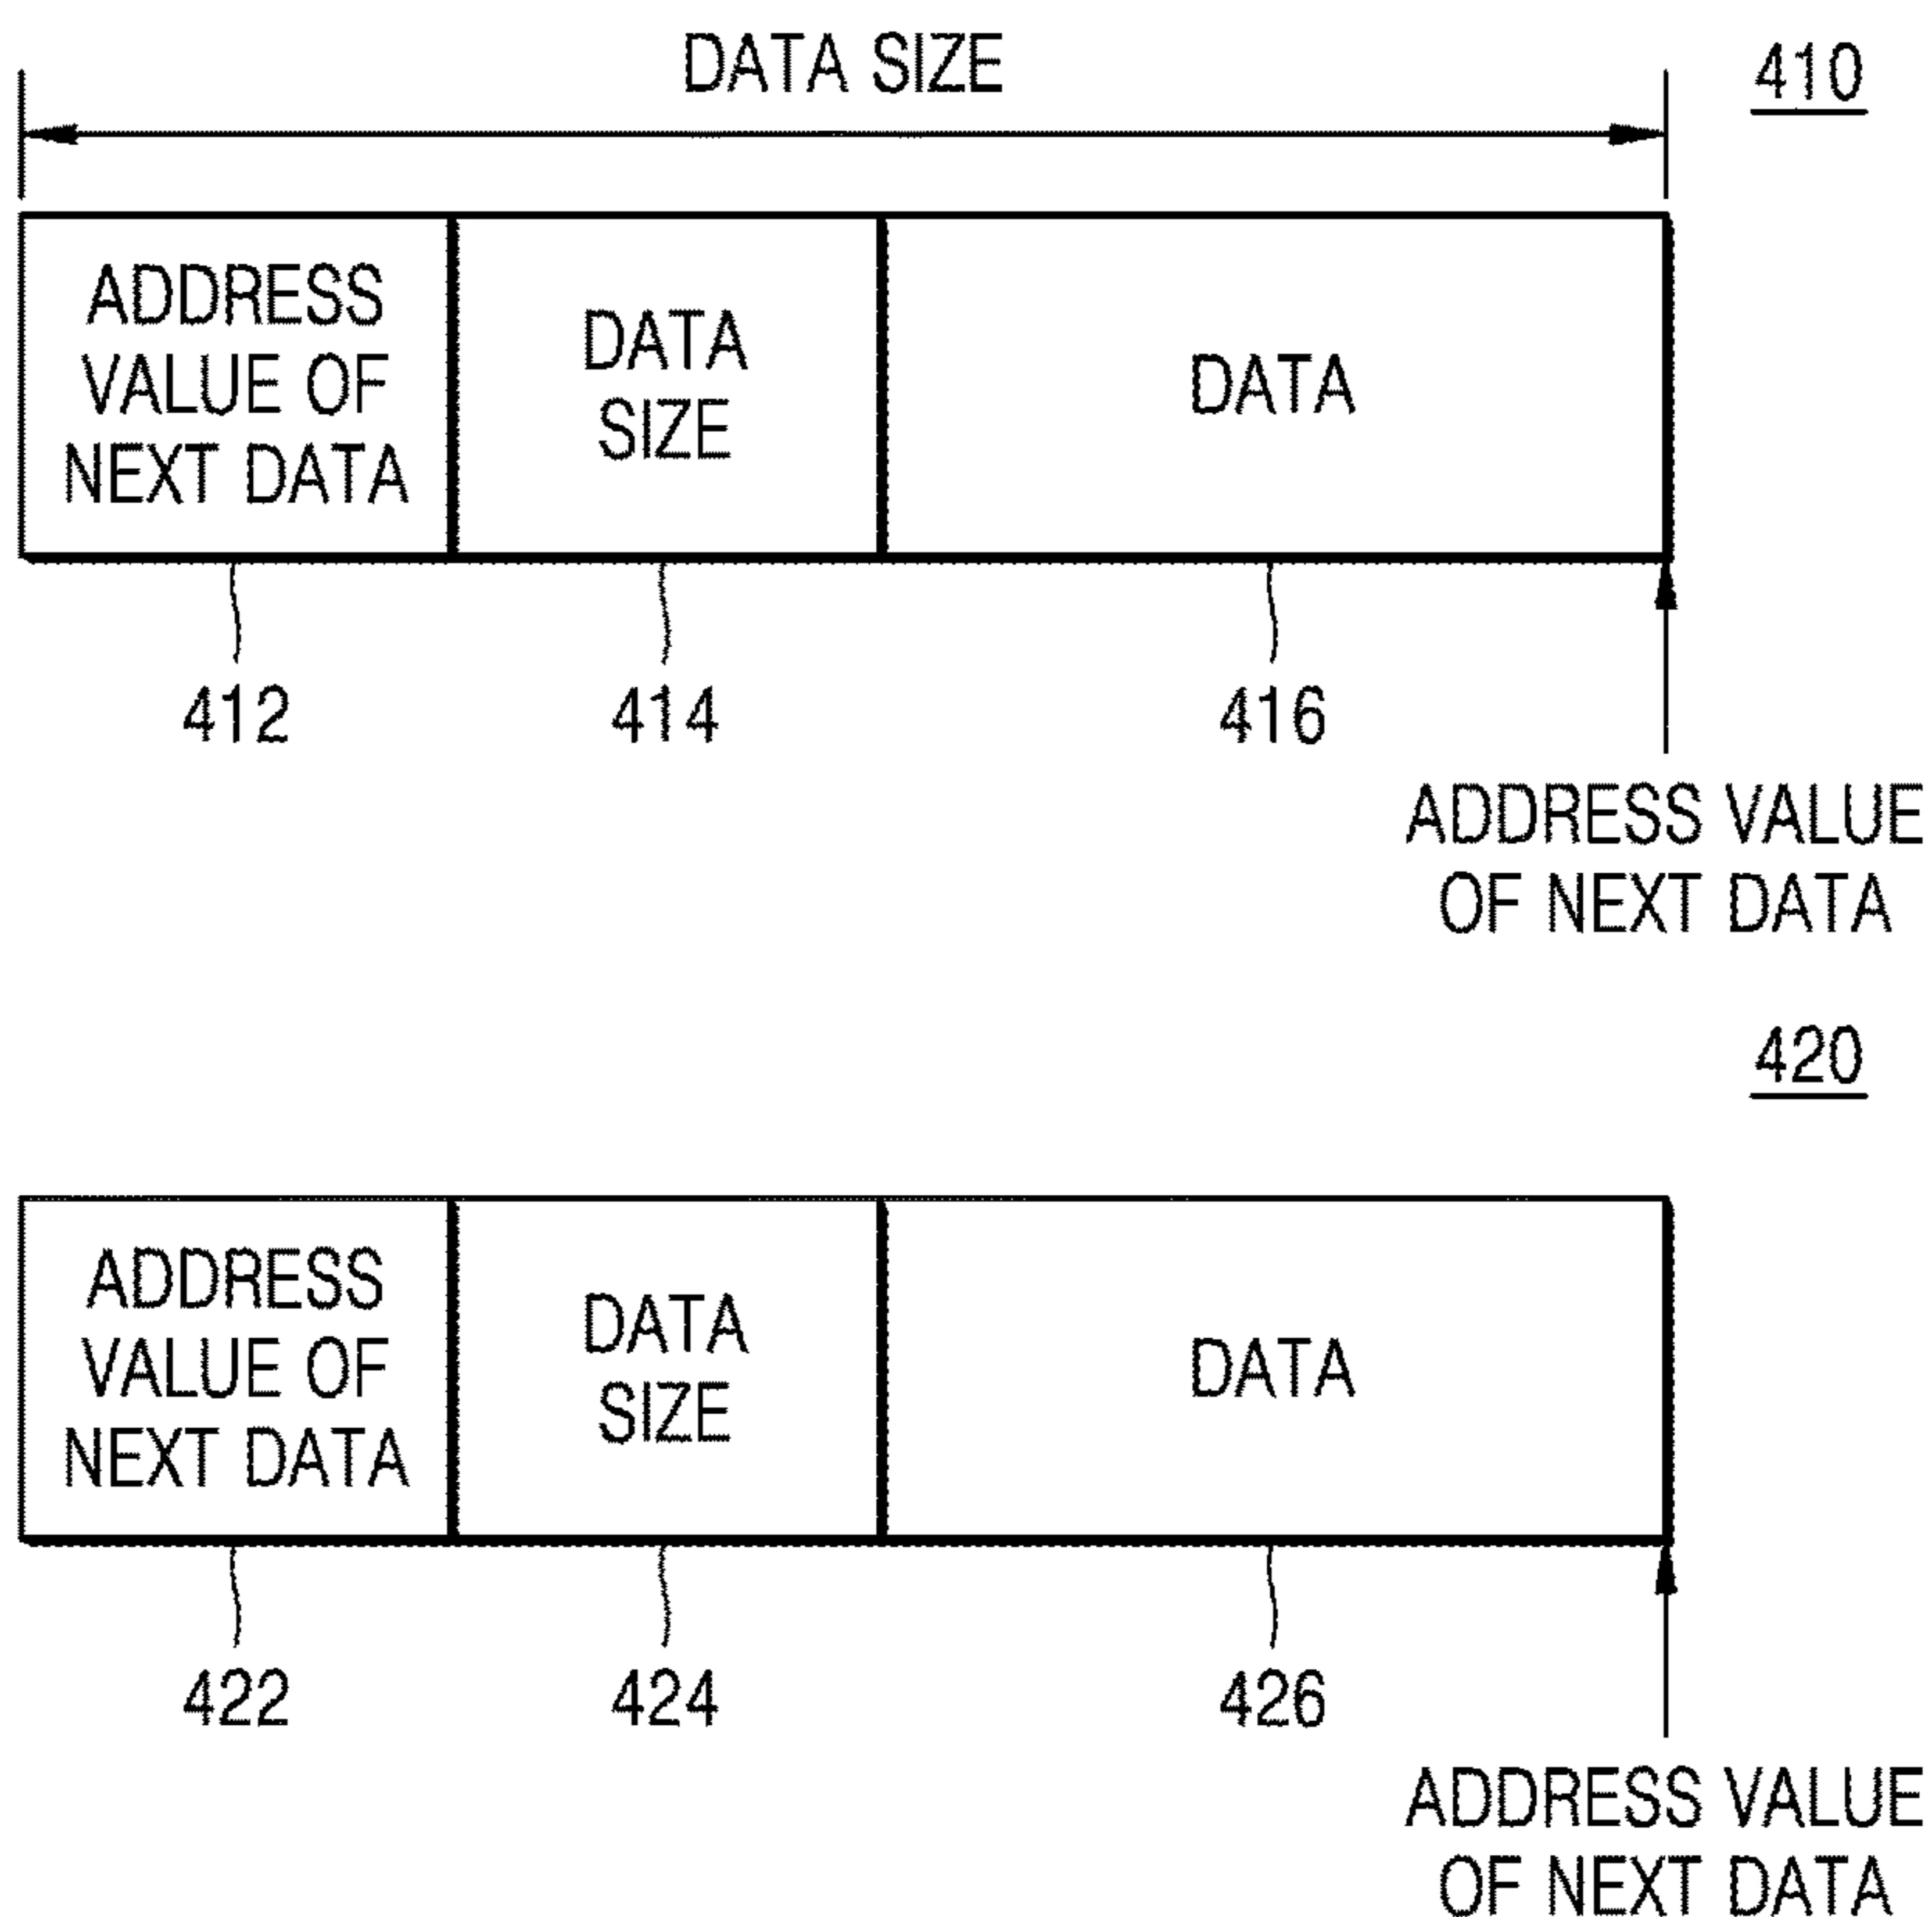 DATA SIZE
410
ADDRESS
VALUE OF
NEXT DATA
DATA
SIZE
DATA
412
414
416
ADDRESS VALUE
OF NEXT DATA
420
ADDRESS
VALUE OF
NEXT DATA
DATA
SIZE
DATA
422
424
426
ADDRESS VALUE
OF NEXT DATA